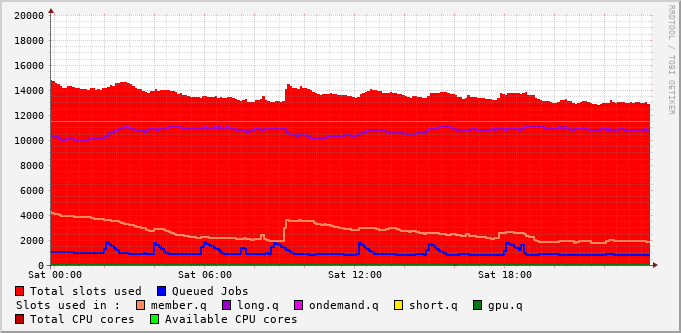 20000
18000
16000
14000
12000
10000
8000
6000
4000
2000
0
Sat 00:00 Sat 06:00 Sat 12:00 Sat 18:00
RRDTOOL / TOBI OETIKER
Total slots used Queued Jobs
Slots used in : member.q long.q ondemand.q short.q gpu.q
Total CPU cores Available CPU cores